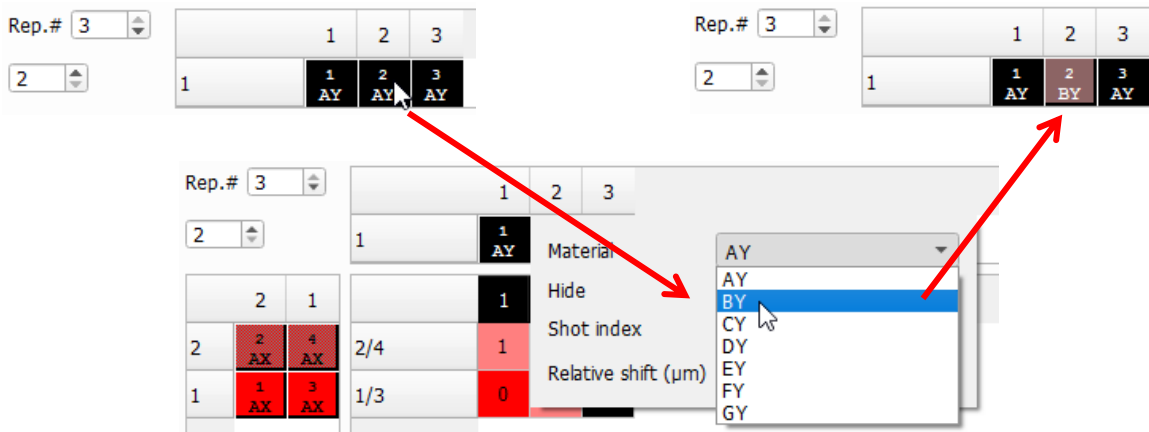 Rep.# 3
1 2 3
2
1
1 2 3
AY AY AY
Rep.# 3
1 2 3
2
1
1 2 3
AY BY AY
Rep.# 3
1 2 3
2
1
1
AY
Material
AY
Hide
Shot index
Relative shift (µm)
AY
BY
CY
DY
EY
FY
GY
2 1
1
2
2 4
AX AX
2/4
1
1
1 3
AX AX
1/3
0